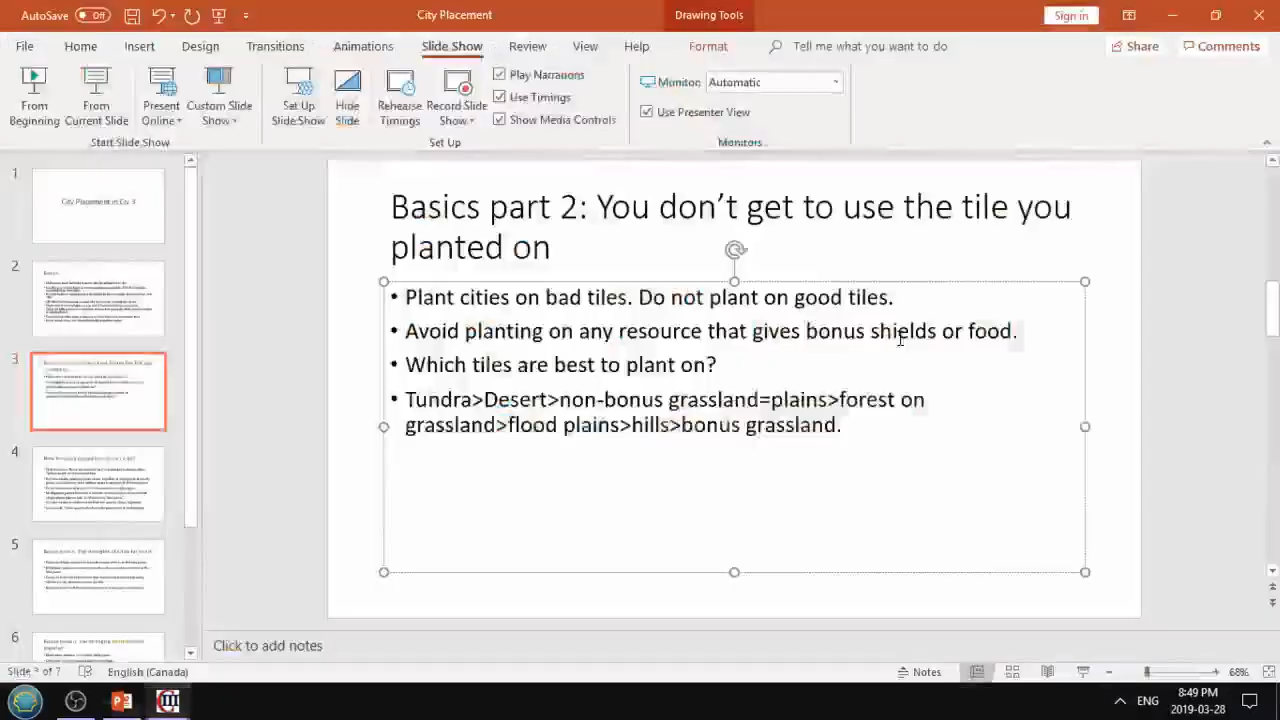 AutoSave Off
City Placement
Drawing Tools
Sign in
File Home Insert Design Transitions Animations Slide Show Review View Help Format Tell me what you want to do Share Comments
From Beginning
From Current Slide
Present Online
Custom Slide Show
Set Up Slide Show
Hide Slide
Rehearse Timings
Record Slide Show
Play Narrations
Use Timings
Show Media Controls
Monitor: Automatic
Use Presenter View
Start Slide Show
Set Up
Monitors
1
2
3
4
5
6
Basics part 2: You don’t get to use the tile you
planted on
• Plant cities on bad tiles. Do not plant on good tiles.
• Avoid planting on any resource that gives bonus shields or food.
• Which tiles are best to plant on?
• Tundra>Desert>non-bonus grassland=plains>forest on
grassland>flood plains>hills>bonus grassland.
Click to add notes
Slide 3 of 7 English (Canada) Notes 68%
ENG
8:49 PM
2019-03-28